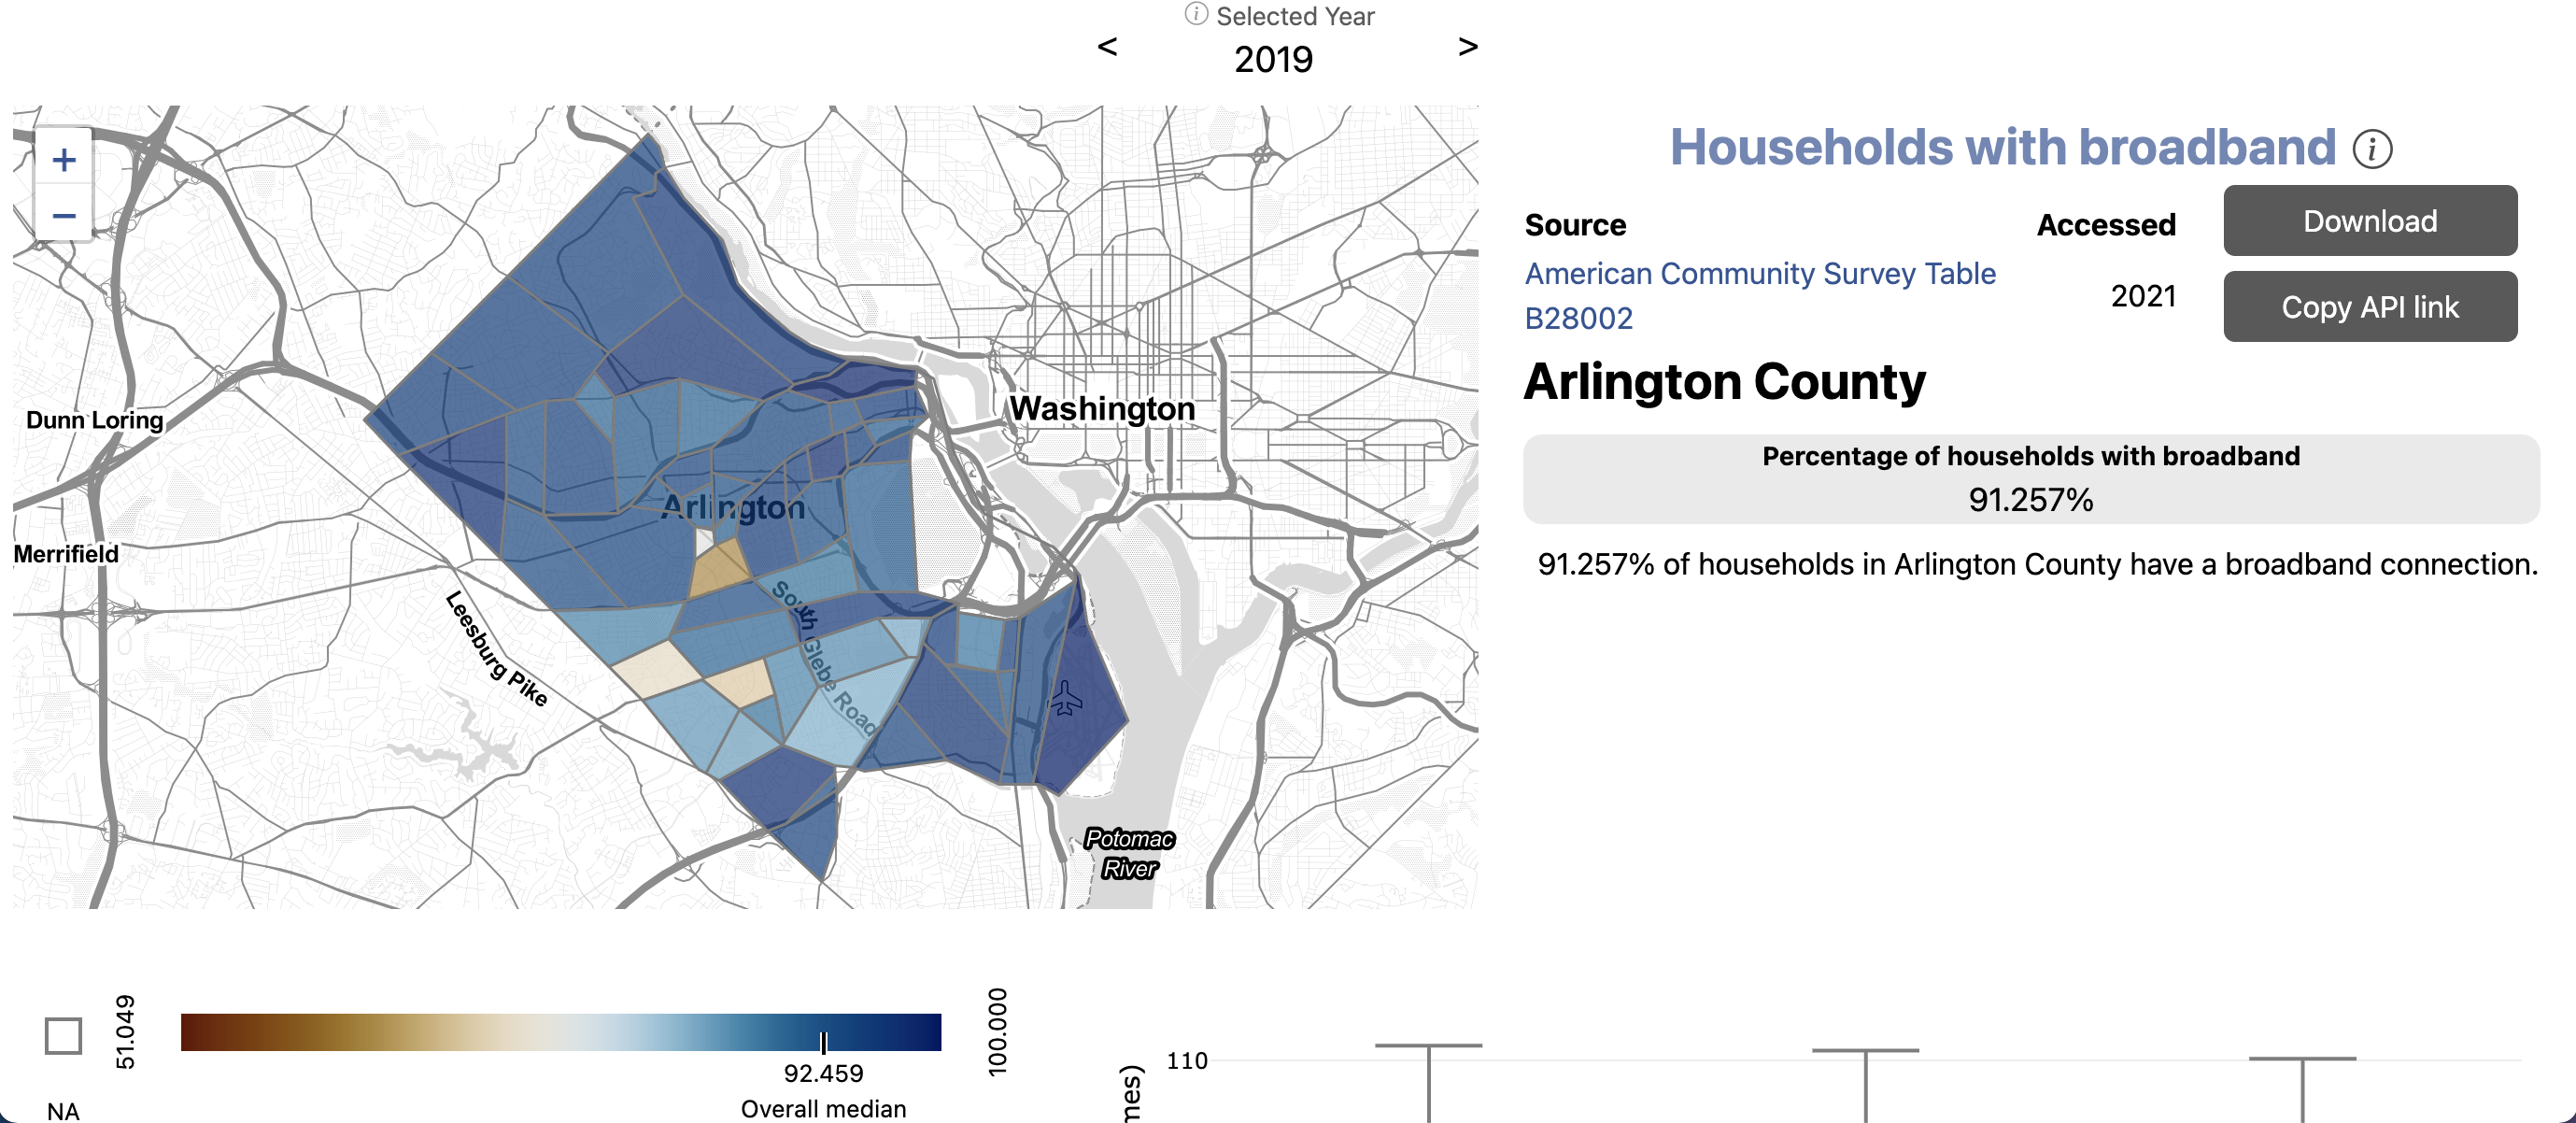 Selected Year
< 2019 >
+
−
Dunn Loring
Merrifield
Leesburg Pike
Arlington
South Glebe Road
Washington
Potomac
River
Households with broadband
Source
Accessed
American Community Survey Table
B28002
2021
Download
Copy API link
Arlington County
Percentage of households with broadband
91.257%
91.257% of households in Arlington County have a broadband connection.
NA
51.049
100.000
92.459
Overall median
110